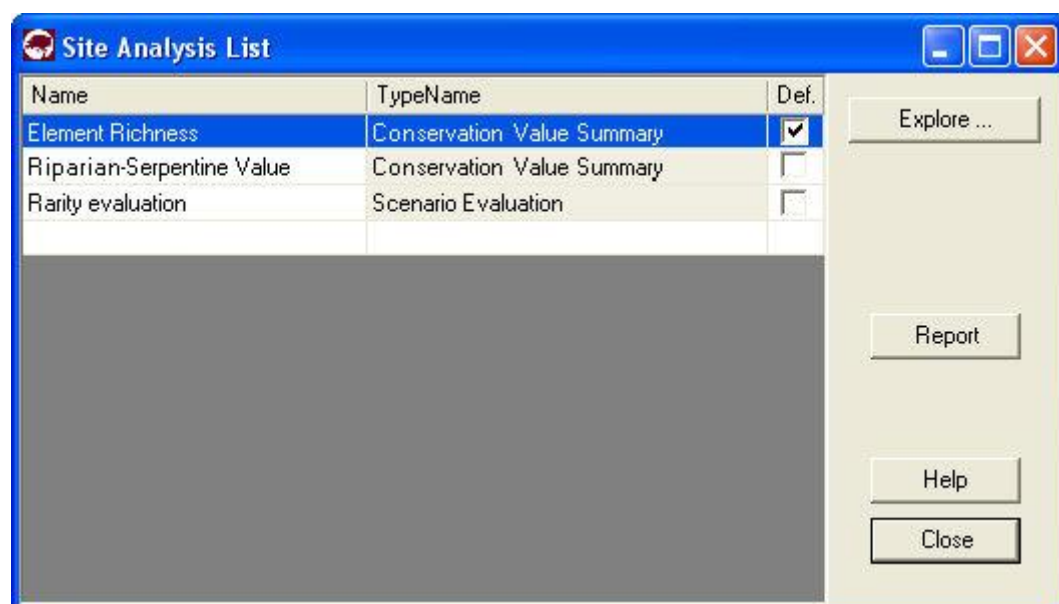 Site Analysis List
Name TypeName Def.
Element Richness Conservation Value Summary
Riparian-Serpentine Value Conservation Value Summary
Rarity evaluation Scenario Evaluation
Explore ...
Report
Help
Close